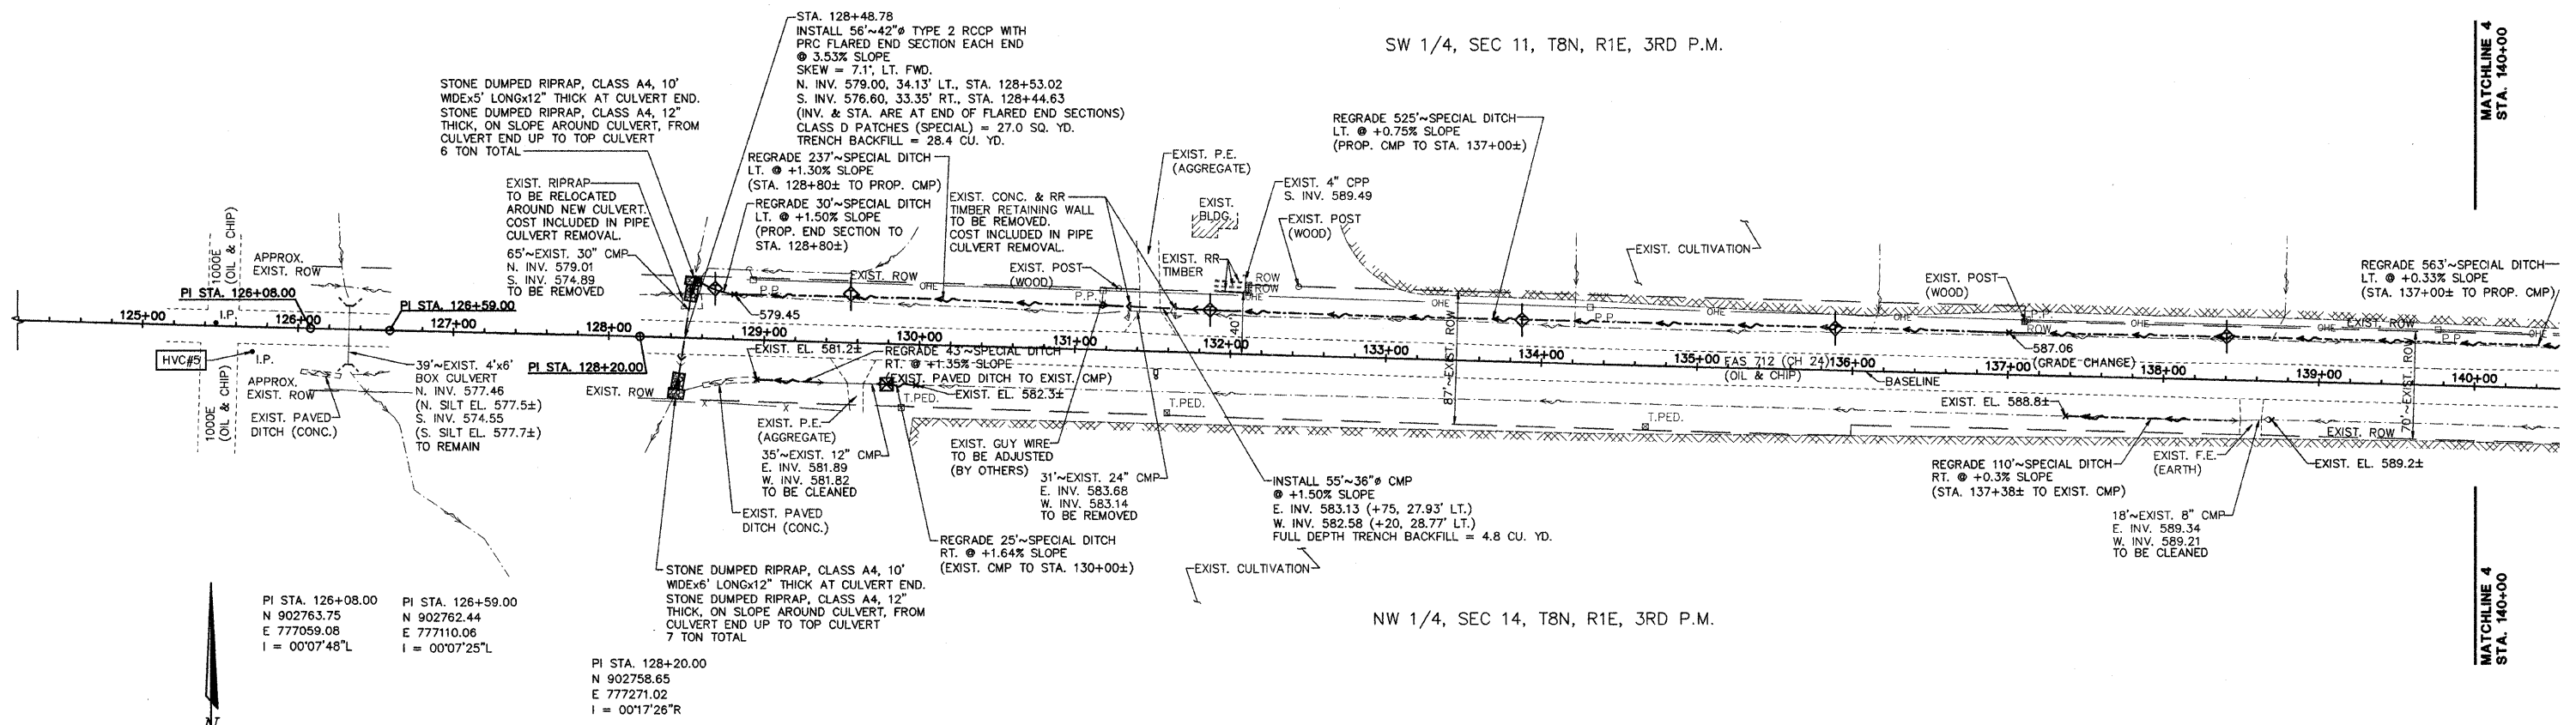 STA. 128+48.78
INSTALL 56'~42"ø TYPE 2 RCCP WITH
PRC FLARED END SECTION EACH END
@ 3.53% SLOPE
SKEW = 7.1°, LT. FWD.
N. INV. 579.00, 34.13' LT., STA. 128+53.02
S. INV. 576.60, 33.35' RT., STA. 128+44.63
(INV. & STA. ARE AT END OF FLARED END SECTIONS)
CLASS D PATCHES (SPECIAL) = 27.0 SQ. YD.
TRENCH BACKFILL = 28.4 CU. YD.
SW 1/4, SEC 11, T8N, R1E, 3RD P.M.
MATCHLINE 4
STA. 140+00
STONE DUMPED RIPRAP, CLASS A4, 10'
WIDEx5' LONGx12" THICK AT CULVERT END.
STONE DUMPED RIPRAP, CLASS A4, 12"
THICK, ON SLOPE AROUND CULVERT, FROM
CULVERT END UP TO TOP CULVERT
6 TON TOTAL
REGRADE 237'~SPECIAL DITCH
LT. @ +1.30% SLOPE
(STA. 128+80± TO PROP. CMP)
REGRADE 30'~SPECIAL DITCH
LT. @ +1.50% SLOPE
(PROP. END SECTION TO
STA. 128+80±)
EXIST. RIPRAP
TO BE RELOCATED
AROUND NEW CULVERT.
COST INCLUDED IN PIPE
CULVERT REMOVAL.
65'~EXIST. 30" CMP
N. INV. 579.01
S. INV. 574.89
TO BE REMOVED
EXIST. CONC. & RR
TIMBER RETAINING WALL
TO BE REMOVED.
COST INCLUDED IN PIPE
CULVERT REMOVAL.
EXIST. P.E.
(AGGREGATE)
EXIST. 4" CPP
S. INV. 589.49
EXIST.
BLDG.
EXIST. POST
(WOOD)
EXIST. RR
TIMBER
REGRADE 525'~SPECIAL DITCH
LT. @ +0.75% SLOPE
(PROP. CMP TO STA. 137+00±)
EXIST. CULTIVATION
EXIST. POST
(WOOD)
REGRADE 563'~SPECIAL DITCH
LT. @ +0.33% SLOPE
(STA. 137+00± TO PROP. CMP)
1000E
(OIL & CHIP)
APPROX.
EXIST. ROW
PI STA. 126+08.00
PI STA. 126+59.00
I.P.
EXIST. ROW
EXIST. POST
(WOOD)
P.P.
OHE
P.P.
ROW
ROW
OHE
OHE
P.P.
OHE
P.P.
ROW
OHE
OHE
EXIST. ROW
P.P.
OHE
579.45
40'
587.06
(GRADE CHANGE)
125+00
126+00
127+00
128+00
129+00
130+00
131+00
132+00
133+00
134+00
135+00
136+00
137+00
138+00
139+00
140+00
EAS 712 (CH 24)
(OIL & CHIP)
BASELINE
87'~EXIST. ROW
70'~EXIST. ROW
HVC#5
I.P.
PI STA. 128+20.00
1000E
(OIL & CHIP)
APPROX.
EXIST. ROW
EXIST. PAVED
DITCH (CONC.)
39'~EXIST. 4'x6'
BOX CULVERT
N. INV. 577.46
(N. SILT EL. 577.5±)
S. INV. 574.55
(S. SILT EL. 577.7±)
TO REMAIN
EXIST. ROW
X
X
EXIST. EL. 581.2±
REGRADE 43'~SPECIAL DITCH
RT. @ +1.35% SLOPE
(EXIST. PAVED DITCH TO EXIST. CMP)
EXIST. EL. 582.3±
T.PED.
T.PED.
T.PED.
EXIST. P.E.
(AGGREGATE)
35'~EXIST. 12" CMP
E. INV. 581.89
W. INV. 581.82
TO BE CLEANED
EXIST. PAVED
DITCH (CONC.)
EXIST. GUY WIRE
TO BE ADJUSTED
(BY OTHERS)
31'~EXIST. 24" CMP
E. INV. 583.68
W. INV. 583.14
TO BE REMOVED
INSTALL 55'~36"ø CMP
@ +1.50% SLOPE
E. INV. 583.13 (+75, 27.93' LT.)
W. INV. 582.58 (+20, 28.77' LT.)
FULL DEPTH TRENCH BACKFILL = 4.8 CU. YD.
REGRADE 25'~SPECIAL DITCH
RT. @ +1.64% SLOPE
(EXIST. CMP TO STA. 130+00±)
EXIST. CULTIVATION
EXIST. EL. 588.8±
REGRADE 110'~SPECIAL DITCH
RT. @ +0.3% SLOPE
(STA. 137+38± TO EXIST. CMP)
EXIST. F.E.
(EARTH)
EXIST. ROW
EXIST. EL. 589.2±
18'~EXIST. 8" CMP
E. INV. 589.34
W. INV. 589.21
TO BE CLEANED
STONE DUMPED RIPRAP, CLASS A4, 10'
WIDEx6' LONGx12" THICK AT CULVERT END.
STONE DUMPED RIPRAP, CLASS A4, 12"
THICK, ON SLOPE AROUND CULVERT, FROM
CULVERT END UP TO TOP CULVERT
7 TON TOTAL
NW 1/4, SEC 14, T8N, R1E, 3RD P.M.
MATCHLINE 4
STA. 140+00
PI STA. 126+08.00
N 902763.75
E 777059.08
I = 00°07'48"L
PI STA. 126+59.00
N 902762.44
E 777110.06
I = 00°07'25"L
PI STA. 128+20.00
N 902758.65
E 777271.02
I = 00°17'26"R
N